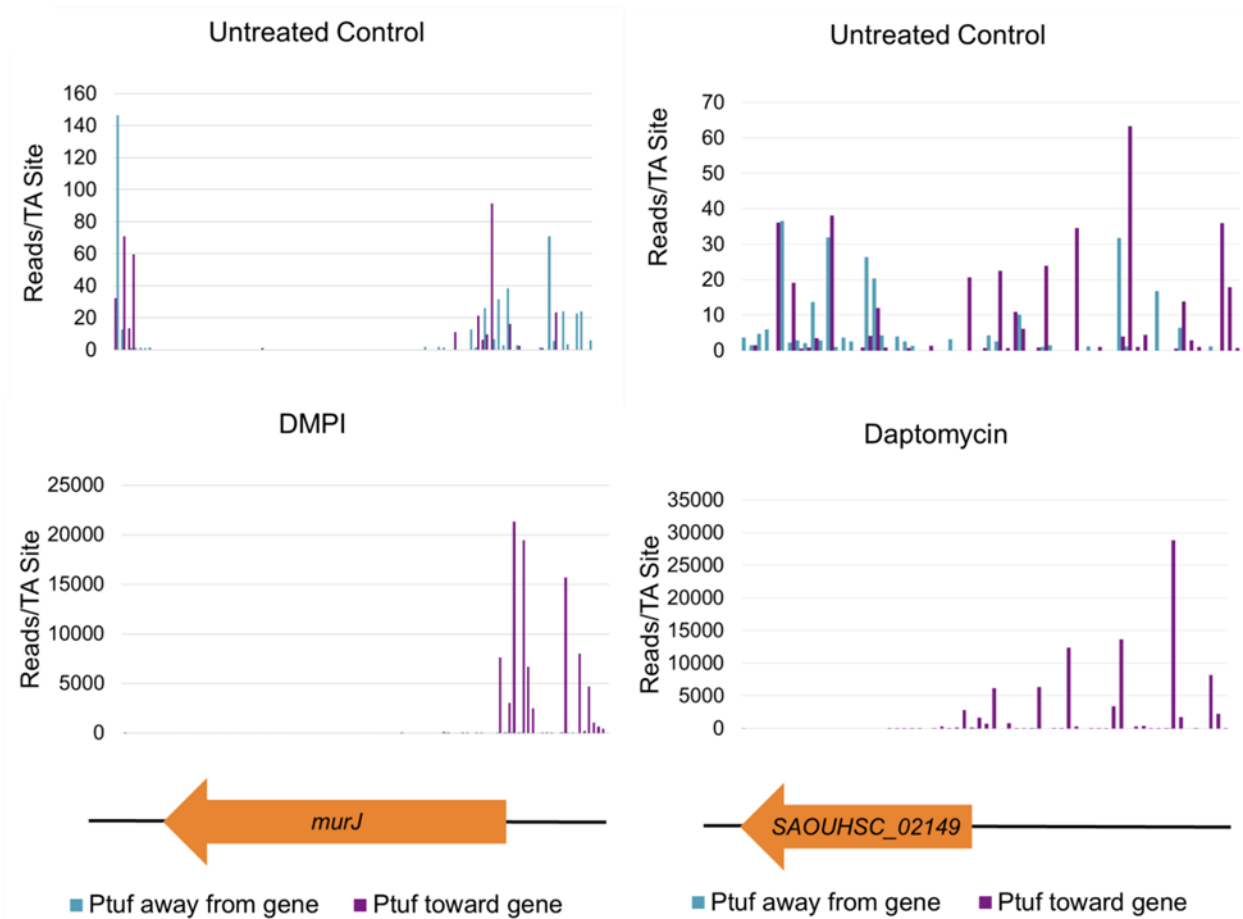 Untreated Control
Reads/TA Site
160
140
120
100
80
60
40
20
0
Untreated Control
Reads/TA Site
70
60
50
40
30
20
10
0
DMPI
Reads/TA Site
25000
20000
15000
10000
5000
0
Daptomycin
Reads/TA Site
35000
30000
25000
20000
15000
10000
5000
0
murJ
SAOUHSC_02149
Ptuf away from gene Ptuf toward gene
Ptuf away from gene Ptuf toward gene